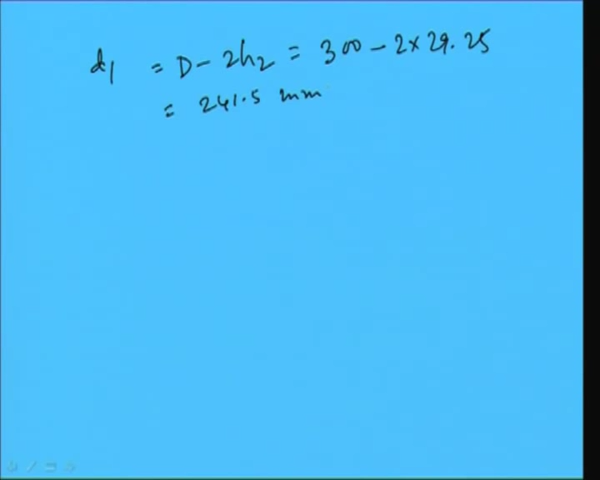 d₁ = D - 2h₂ = 300 - 2×29.25
= 241.5 mm